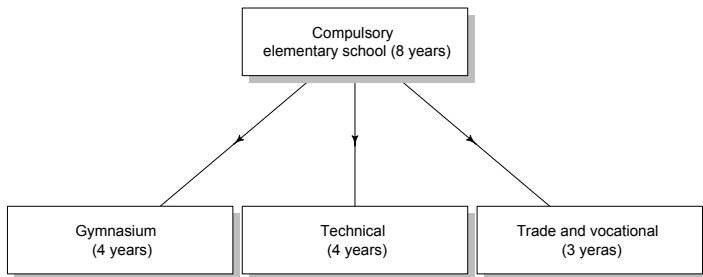 Compulsory
elementary school (8 years)
Gymnasium
(4 years)
Technical
(4 years)
Trade and vocational
(3 yeras)